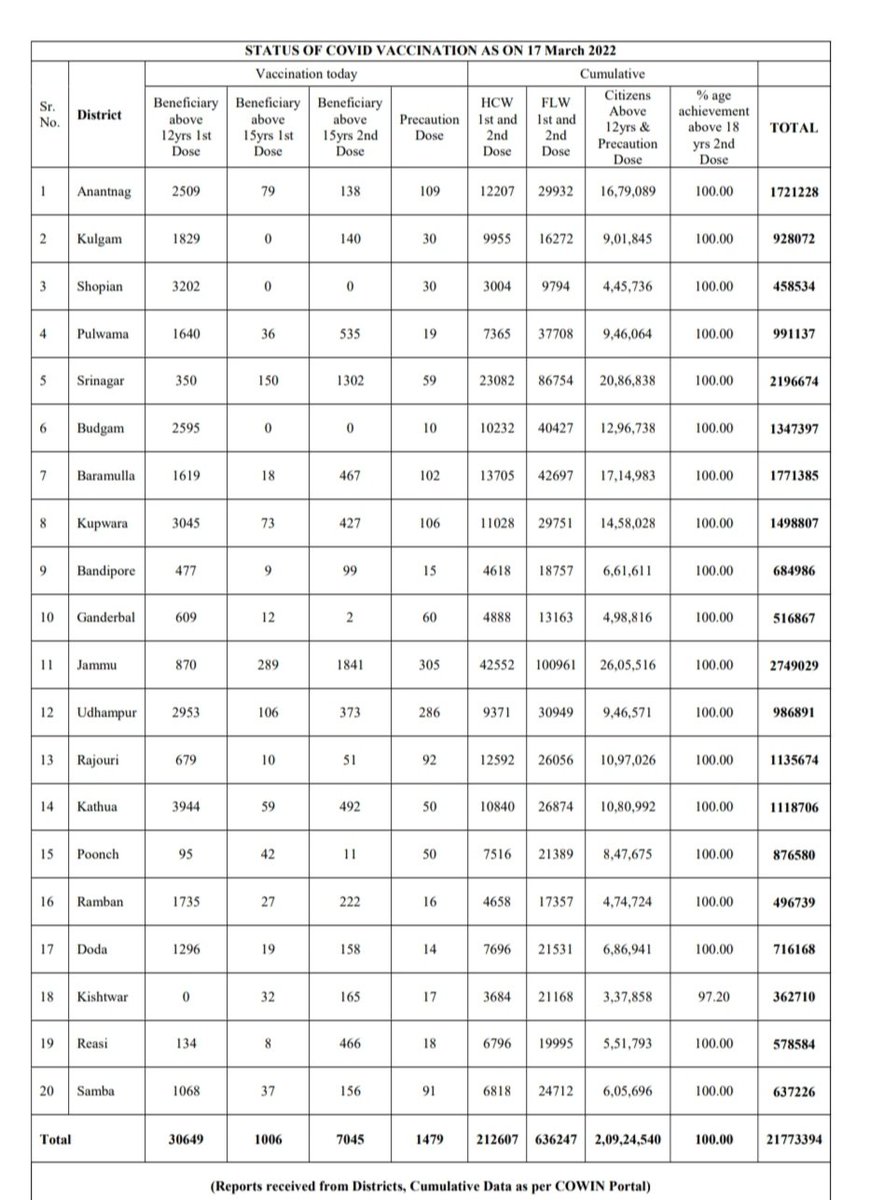 STATUS OF COVID VACCINATION AS ON 17 March 2022
Vaccination today Cumulative
Sr. No. District Beneficiary above 12yrs 1st Dose Beneficiary above 15yrs 1st Dose Beneficiary above 15yrs 2nd Dose Precaution Dose HCW 1st and 2nd Dose FLW 1st and 2nd Dose Citizens Above 12yrs & Precaution Dose % age achievement above 18 yrs 2nd Dose TOTAL
1 Anantnag 2509 79 138 109 12207 29932 16,79,089 100.00 1721228
2 Kulgam 1829 0 140 30 9955 16272 9,01,845 100.00 928072
3 Shopian 3202 0 0 30 3004 9794 4,45,736 100.00 458534
4 Pulwama 1640 36 535 19 7365 37708 9,46,064 100.00 991137
5 Srinagar 350 150 1302 59 23082 86754 20,86,838 100.00 2196674
6 Budgam 2595 0 0 10 10232 40427 12,96,738 100.00 1347397
7 Baramulla 1619 18 467 102 13705 42697 17,14,983 100.00 1771385
8 Kupwara 3045 73 427 106 11028 29751 14,58,028 100.00 1498807
9 Bandipore 477 9 99 15 4618 18757 6,61,611 100.00 684986
10 Ganderbal 609 12 2 60 4888 13163 4,98,816 100.00 516867
11 Jammu 870 289 1841 305 42552 100961 26,05,516 100.00 2749029
12 Udhampur 2953 106 373 286 9371 30949 9,46,571 100.00 986891
13 Rajouri 679 10 51 92 12592 26056 10,97,026 100.00 1135674
14 Kathua 3944 59 492 50 10840 26874 10,80,992 100.00 1118706
15 Poonch 95 42 11 50 7516 21389 8,47,675 100.00 876580
16 Ramban 1735 27 222 16 4658 17357 4,74,724 100.00 496739
17 Doda 1296 19 158 14 7696 21531 6,86,941 100.00 716168
18 Kishtwar 0 32 165 17 3684 21168 3,37,858 97.20 362710
19 Reasi 134 8 466 18 6796 19995 5,51,793 100.00 578584
20 Samba 1068 37 156 91 6818 24712 6,05,696 100.00 637226
Total 30649 1006 7045 1479 212607 636247 2,09,24,540 100.00 21773394
(Reports received from Districts, Cumulative Data as per COWIN Portal)